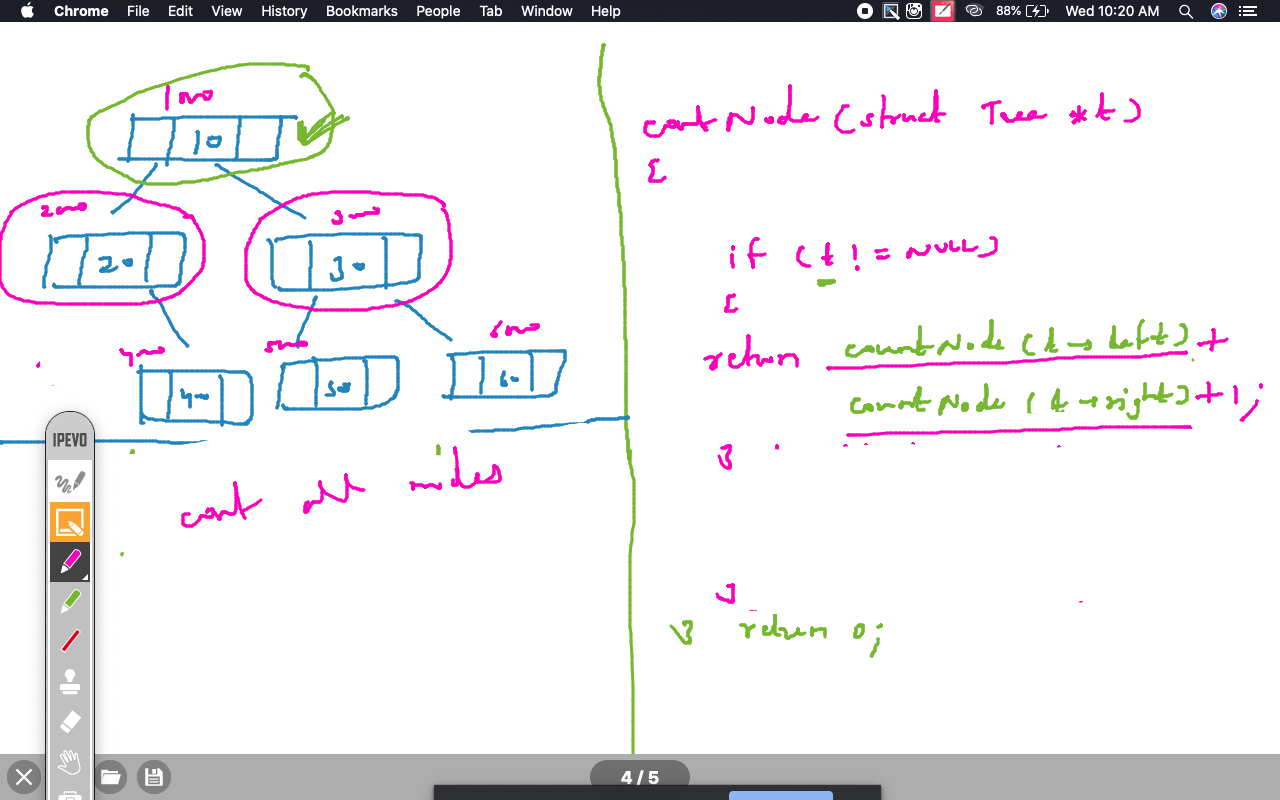 Chrome File Edit View History Bookmarks People Tab Window Help 88% Wed 10:20 AM
1000
10
2000
3000
20
30
4000
5000
6000
40
50
60
count all nodes
IPEVO
countNode (struct Tree *t)
{
if (t != NULL)
{
return countNode (t → left) +
countNode (t → right) + 1;
}
}
} return 0;
4 / 5